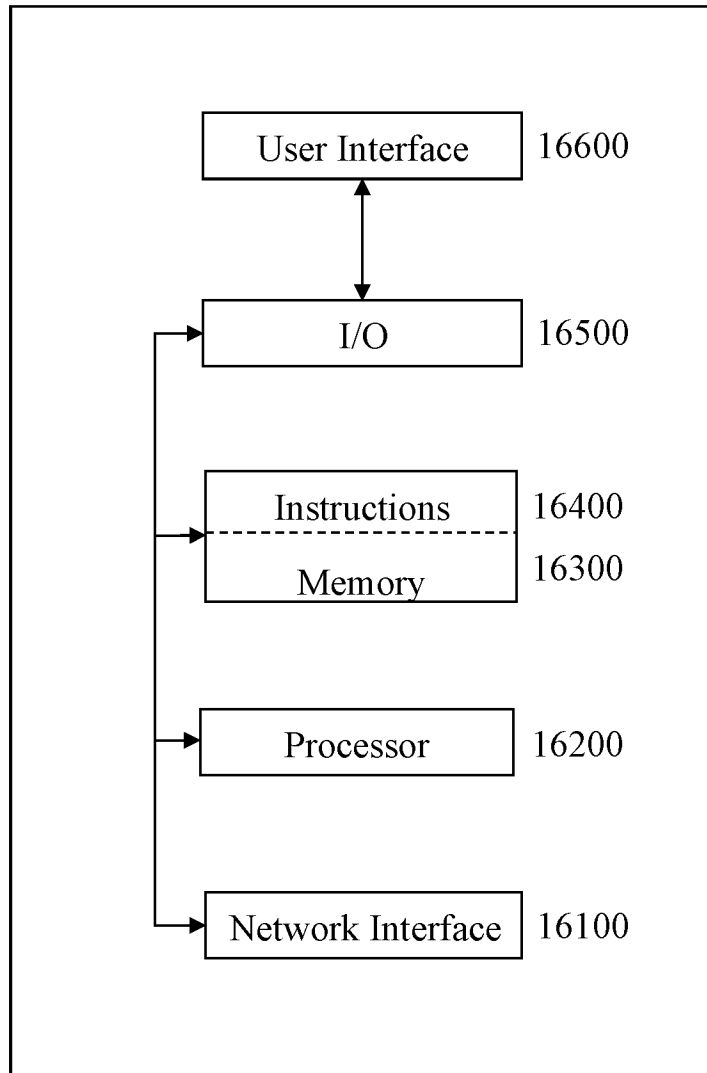 User Interface 16600
I/O 16500
Instructions 16400
Memory 16300
Processor 16200
Network Interface 16100